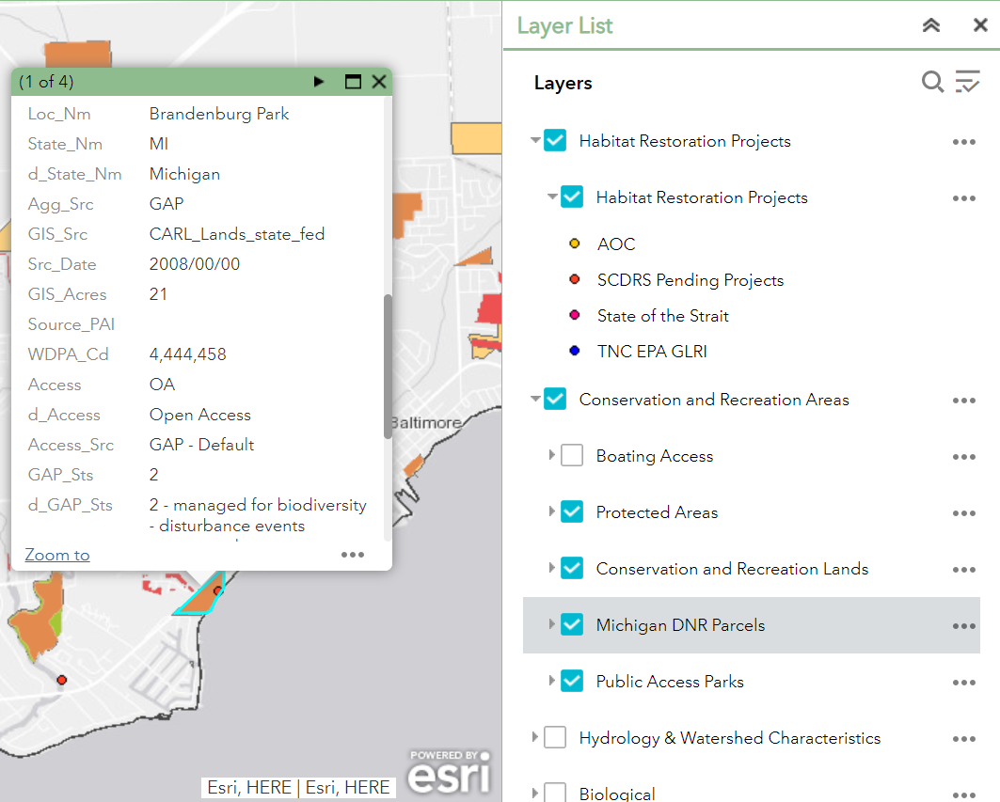 (1 of 4)
Loc_Nm Brandenburg Park
State_Nm MI
d_State_Nm Michigan
Agg_Src GAP
GIS_Src CARL_Lands_state_fed
Src_Date 2008/00/00
GIS_Acres 21
Source_PAI
WDPA_Cd 4,444,458
Access OA
d_Access Open Access
Access_Src GAP - Default
GAP_Sts 2
d_GAP_Sts 2 - managed for biodiversity
- disturbance events
Zoom to
Baltimore
POWERED BY
esri
Esri, HERE | Esri, HERE
Layer List
Layers
Habitat Restoration Projects
Habitat Restoration Projects
AOC
SCDRS Pending Projects
State of the Strait
TNC EPA GLRI
Conservation and Recreation Areas
Boating Access
Protected Areas
Conservation and Recreation Lands
Michigan DNR Parcels
Public Access Parks
Hydrology & Watershed Characteristics
Biological